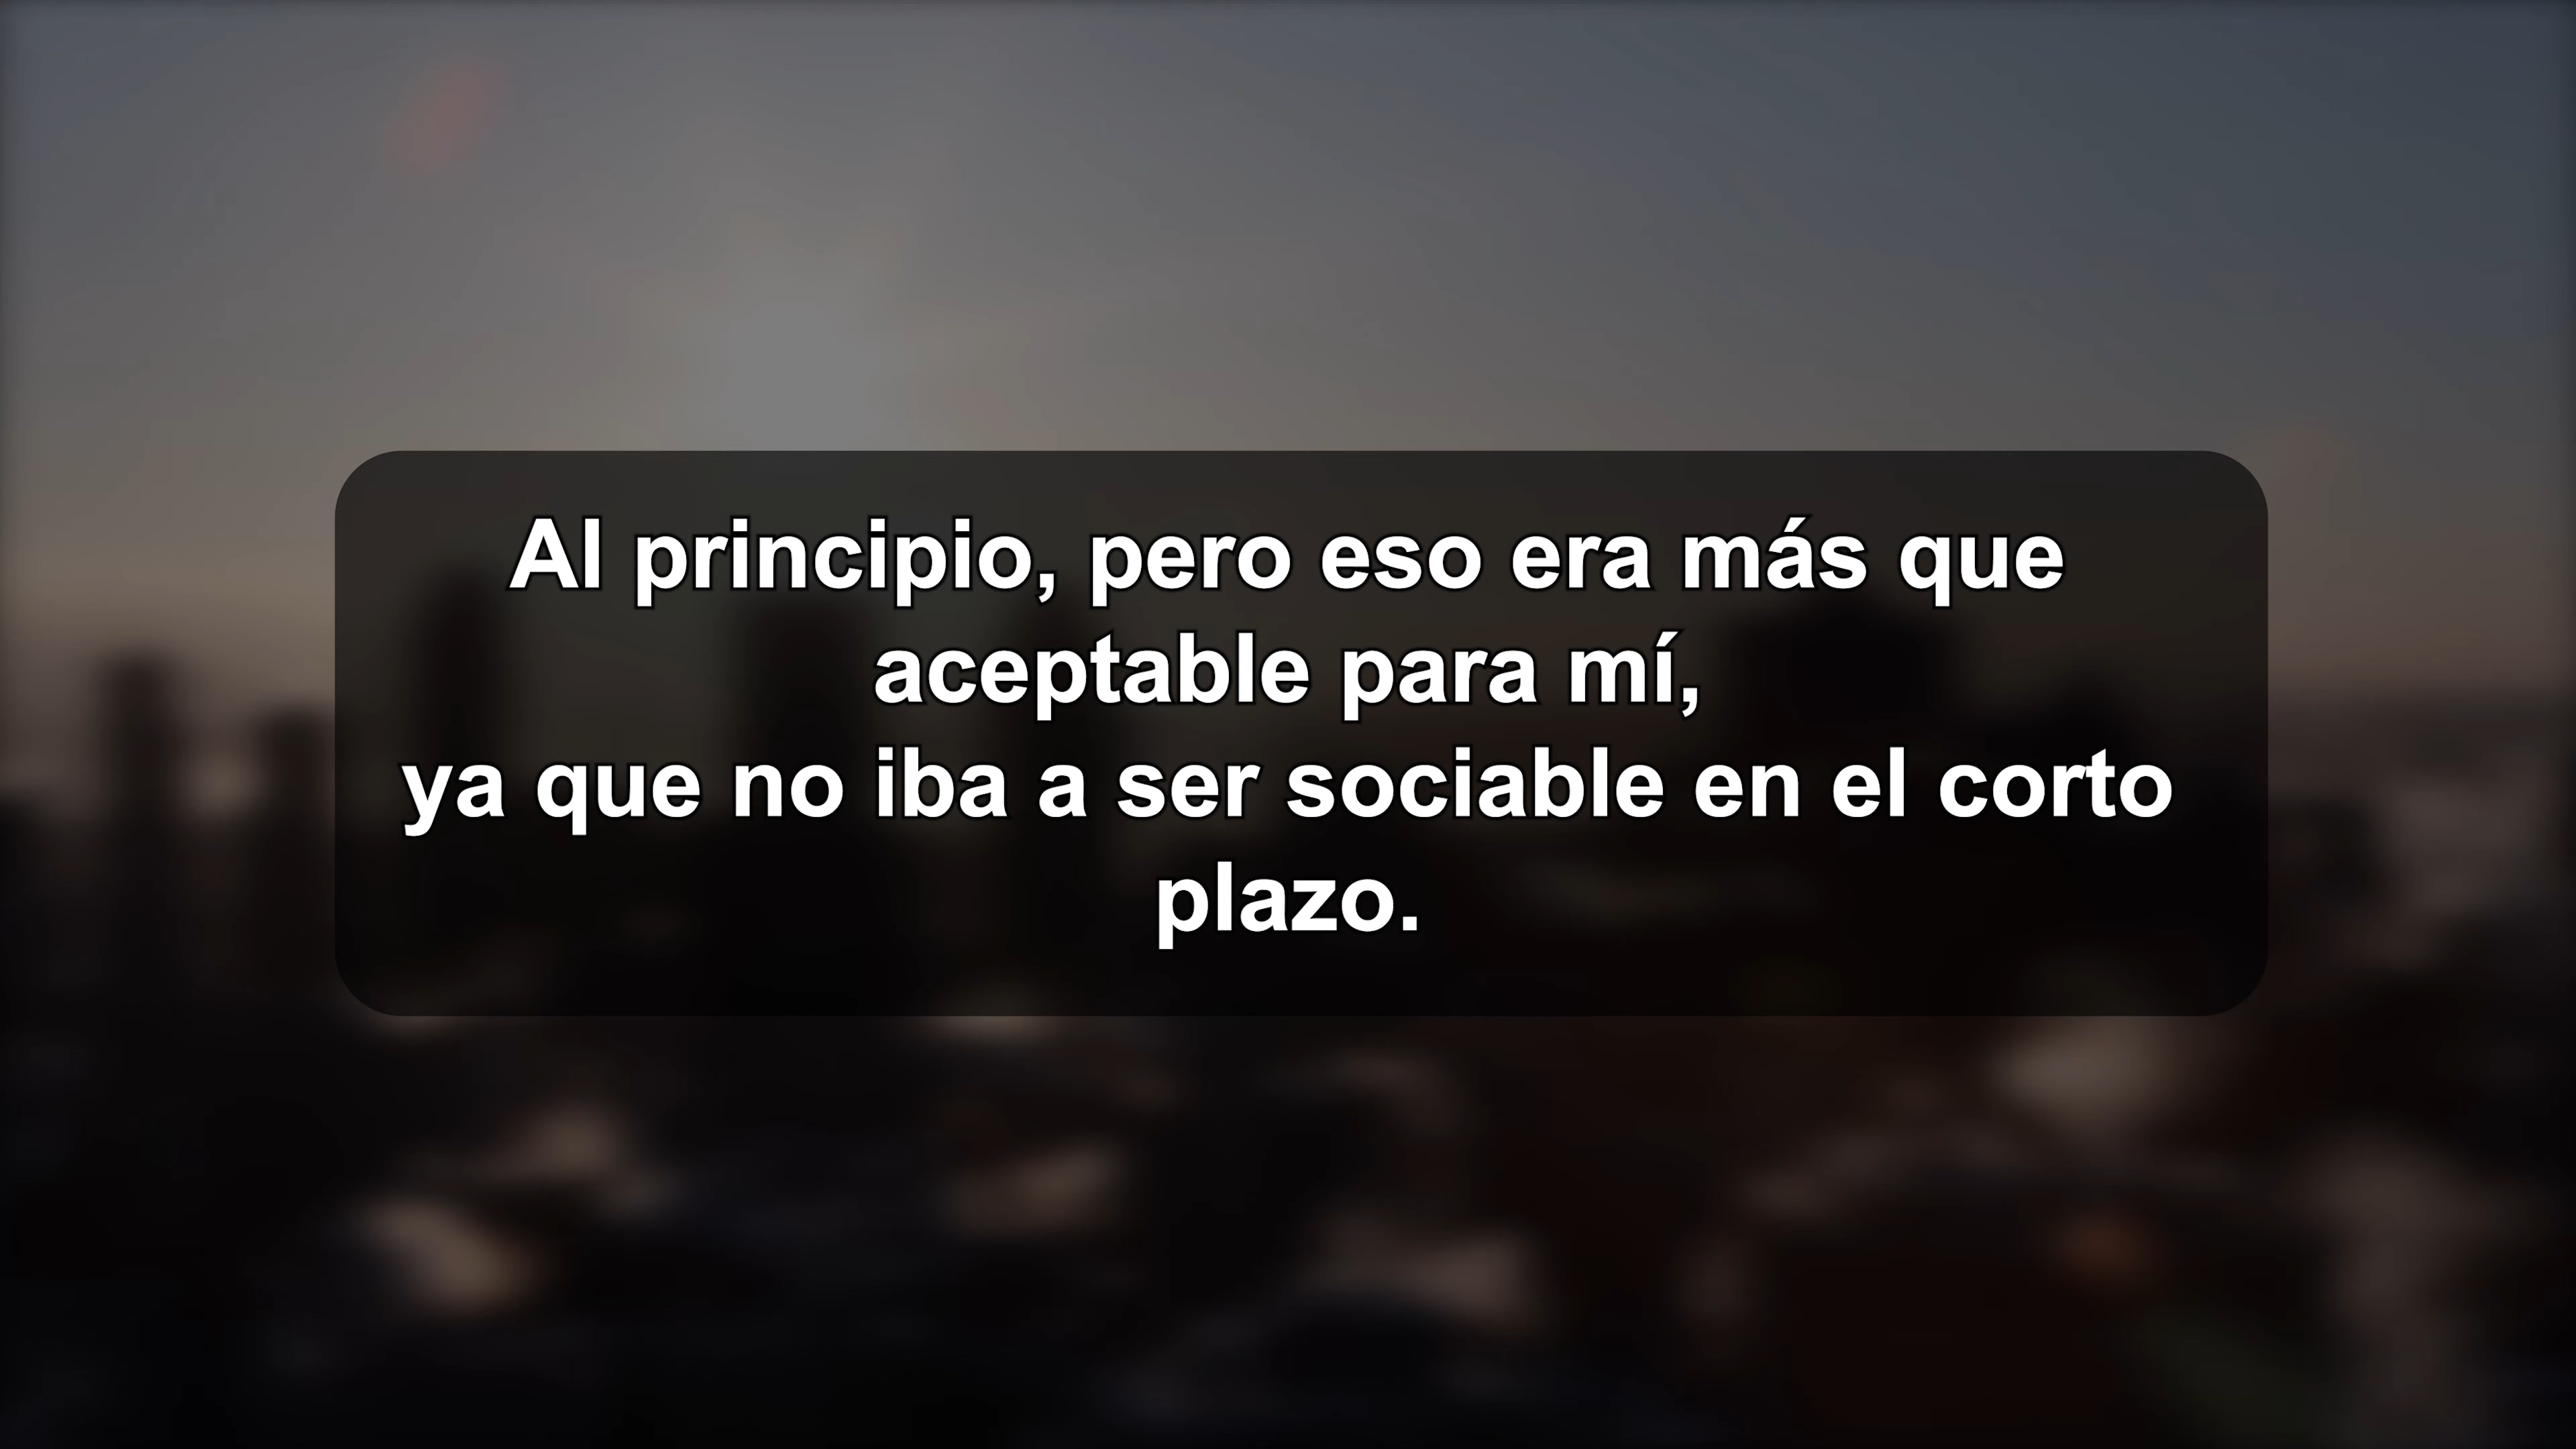 Al principio, pero eso era más que
aceptable para mí,
ya que no iba a ser sociable en el corto
plazo.